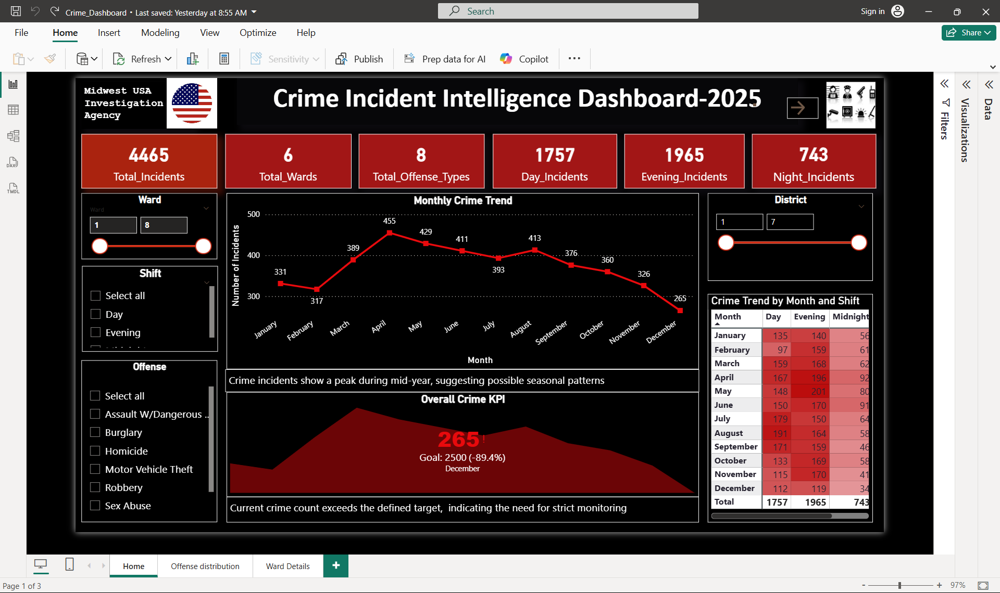 Crime_Dashboard • Last saved: Yesterday at 8:55 AM
Search
Sign in
File
Home
Insert
Modeling
View
Optimize
Help
Share
Refresh
Sensitivity
Publish
Prep data for AI
Copilot
DAX
TMDL
Midwest USA
Investigation
Agency
Crime Incident Intelligence Dashboard-2025
4465
Total_Incidents
6
Total_Wards
8
Total_Offense_Types
1757
Day_Incidents
1965
Evening_Incidents
743
Night_Incidents
Ward
Ward
1 8
Shift
Select all
Day
Evening
Offense
Select all
Assault W/Dangerous ...
Burglary
Homicide
Motor Vehicle Theft
Robbery
Sex Abuse
Monthly Crime Trend
Number of Incidents
500
400
300
331
317
389
455
429
411
393
413
376
360
326
265
January
February
March
April
May
June
July
August
September
October
November
December
Month
Crime incidents show a peak during mid-year, suggesting possible seasonal patterns
Overall Crime KPI
265!
Goal: 2500 (-89.4%)
December
Current crime count exceeds the defined target, indicating the need for strict monitoring
District
1 7
Crime Trend by Month and Shift
Month Day Evening Midnight
January 135 140 56
February 97 159 61
March 159 168 62
April 167 196 92
May 148 201 80
June 150 170 91
July 179 150 64
August 191 164 58
September 171 159 46
October 133 169 58
November 115 170 41
December 112 119 34
Total 1757 1965 743
Filters
Visualizations
Data
Home
Offense distribution
Ward Details
Page 1 of 3
97%